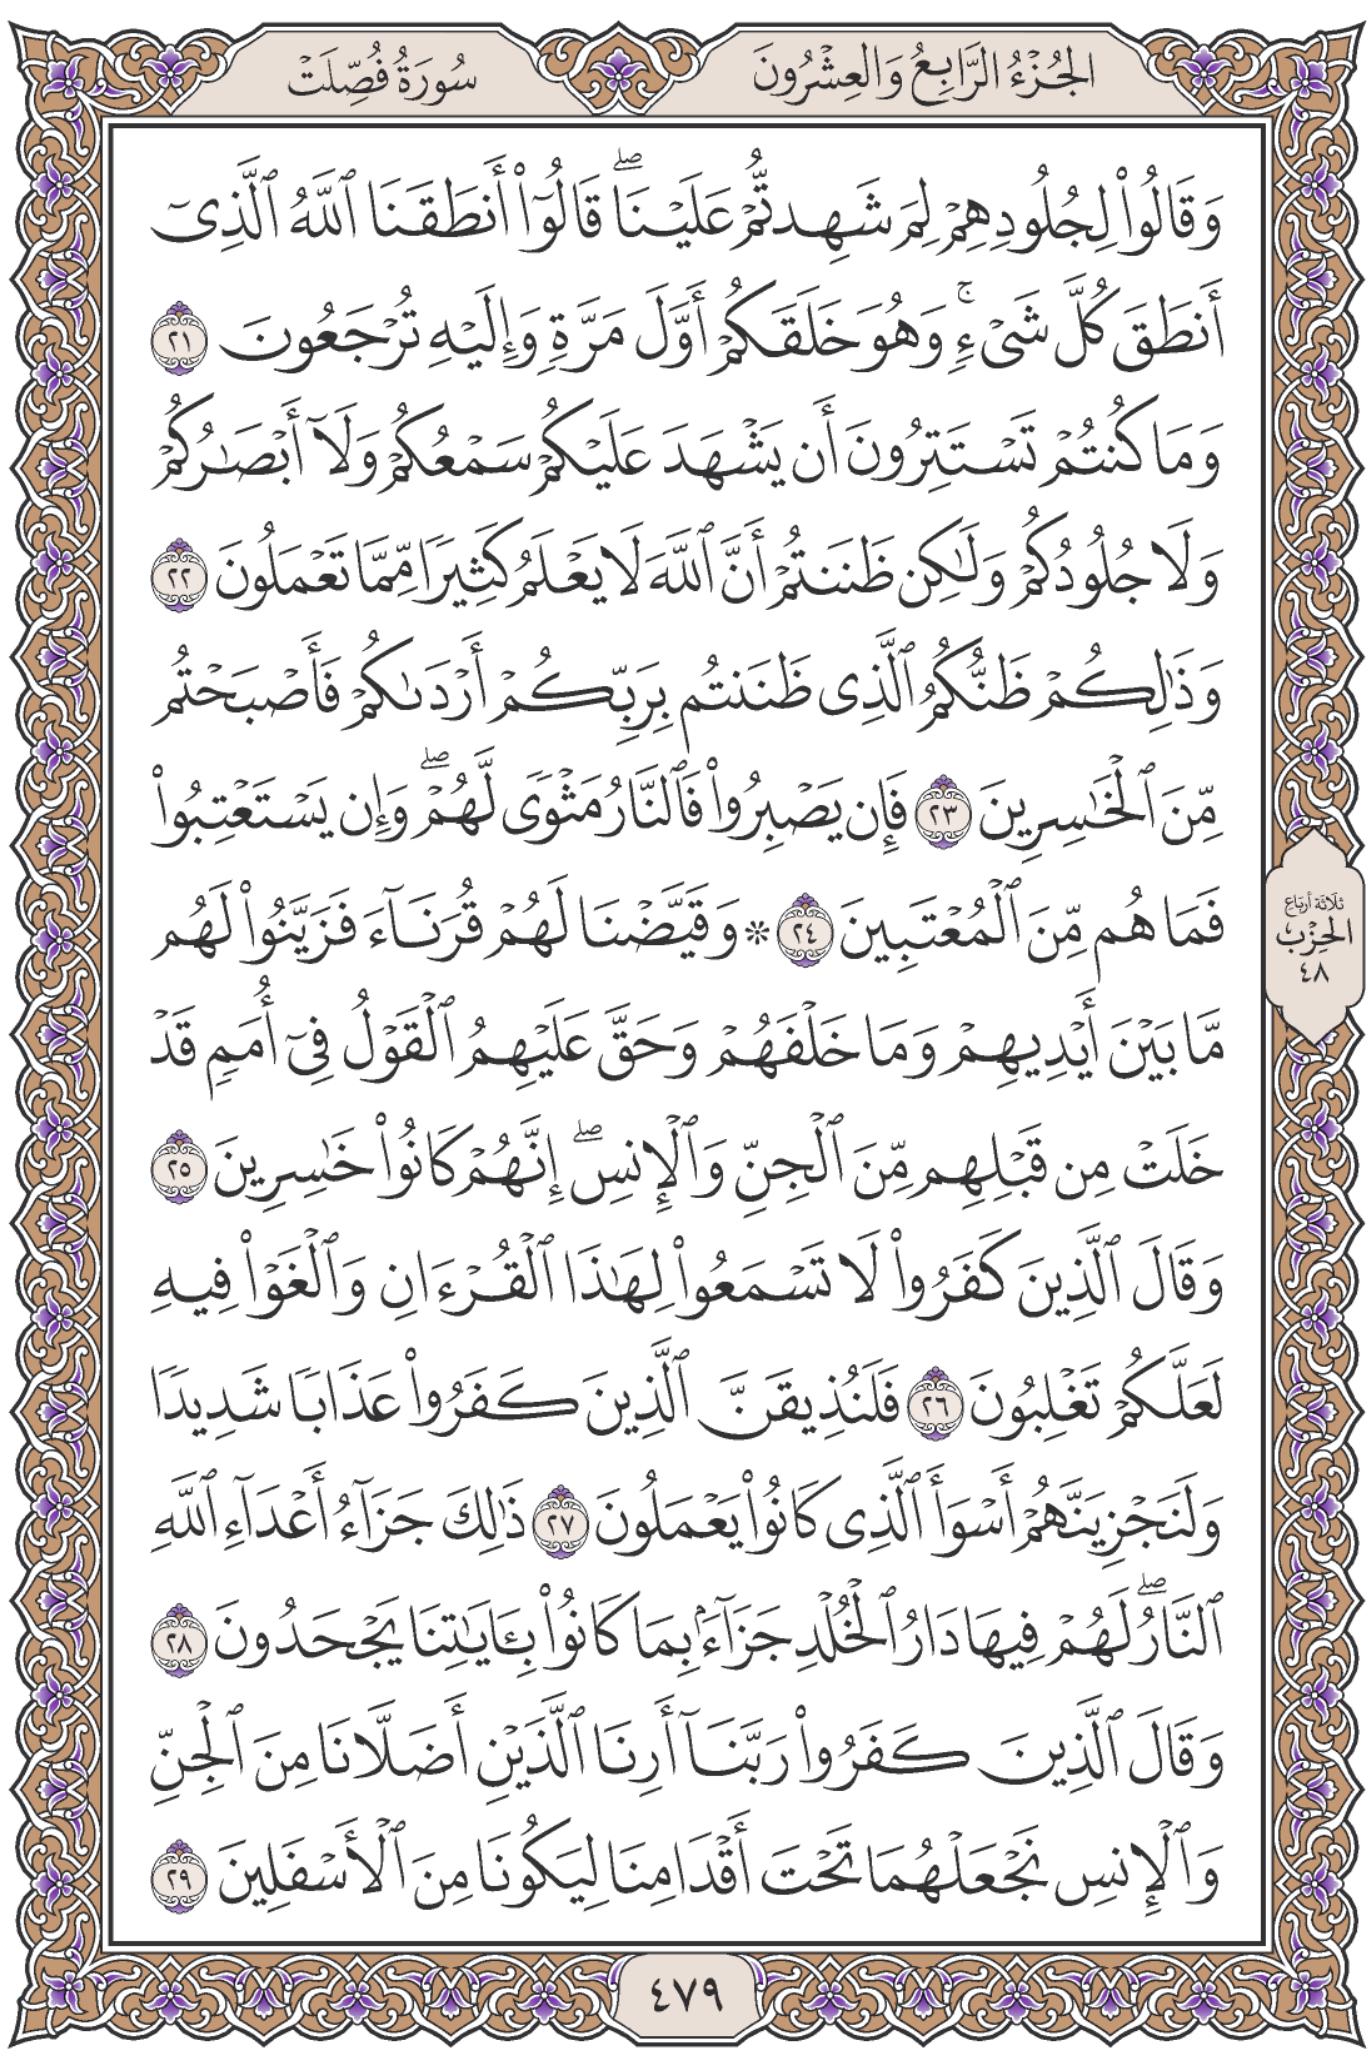 الجُزْءُ الرَّابِعُ وَالعِشْرُونَ
سُورَةُ فُصِّلَتْ
وَقَالُواْ لِجُلُودِهِمْ لِمَ شَهِدتُّمْ عَلَيْنَاۖ قَالُوٓاْ أَنطَقَنَا ٱللَّهُ ٱلَّذِىٓ
أَنطَقَ كُلَّ شَىْءٍۚ وَهُوَ خَلَقَكُمْ أَوَّلَ مَرَّةٍ وَإِلَيْهِ تُرْجَعُونَ ٢١
وَمَا كُنتُمْ تَسْتَتِرُونَ أَن يَشْهَدَ عَلَيْكُمْ سَمْعُكُمْ وَلَآ أَبْصَٰرُكُمْ
وَلَا جُلُودُكُمْ وَلَٰكِن ظَنَنتُمْ أَنَّ ٱللَّهَ لَا يَعْلَمُ كَثِيرًا مِّمَّا تَعْمَلُونَ ٢٢
وَذَٰلِكُمْ ظَنُّكُمُ ٱلَّذِى ظَنَنتُم بِرَبِّكُمْ أَرْدَىٰكُمْ فَأَصْبَحْتُم
مِّنَ ٱلْخَٰسِرِينَ ٢٣ فَإِن يَصْبِرُواْ فَٱلنَّارُ مَثْوًى لَّهُمْۖ وَإِن يَسْتَعْتِبُواْ
فَمَا هُم مِّنَ ٱلْمُعْتَبِينَ ٢٤ * وَقَيَّضْنَا لَهُمْ قُرَنَآءَ فَزَيَّنُواْ لَهُم
مَّا بَيْنَ أَيْدِيهِمْ وَمَا خَلْفَهُمْ وَحَقَّ عَلَيْهِمُ ٱلْقَوْلُ فِىٓ أُمَمٍ قَدْ
خَلَتْ مِن قَبْلِهِم مِّنَ ٱلْجِنِّ وَٱلْإِنسِۖ إِنَّهُمْ كَانُواْ خَٰسِرِينَ ٢٥
وَقَالَ ٱلَّذِينَ كَفَرُواْ لَا تَسْمَعُواْ لِهَٰذَا ٱلْقُرْءَانِ وَٱلْغَوْاْ فِيهِ
لَعَلَّكُمْ تَغْلِبُونَ ٢٦ فَلَنُذِيقَنَّ ٱلَّذِينَ كَفَرُواْ عَذَابًا شَدِيدًا
وَلَنَجْزِيَنَّهُمْ أَسْوَأَ ٱلَّذِى كَانُواْ يَعْمَلُونَ ٢٧ ذَٰلِكَ جَزَآءُ أَعْدَآءِ ٱللَّهِ
ٱلنَّارُۖ لَهُمْ فِيهَا دَارُ ٱلْخُلْدِ جَزَآءًۢ بِمَا كَانُواْ بِـَٔايَٰتِنَا يَجْحَدُونَ ٢٨
وَقَالَ ٱلَّذِينَ كَفَرُواْ رَبَّنَآ أَرِنَا ٱلَّذَيْنِ أَضَلَّانَا مِنَ ٱلْجِنِّ
وَٱلْإِنسِ نَجْعَلْهُمَا تَحْتَ أَقْدَامِنَا لِيَكُونَا مِنَ ٱلْأَسْفَلِينَ ٢٩
ثَلَاثَة أرباع
الحِزْب
٤٨
٤٧٩